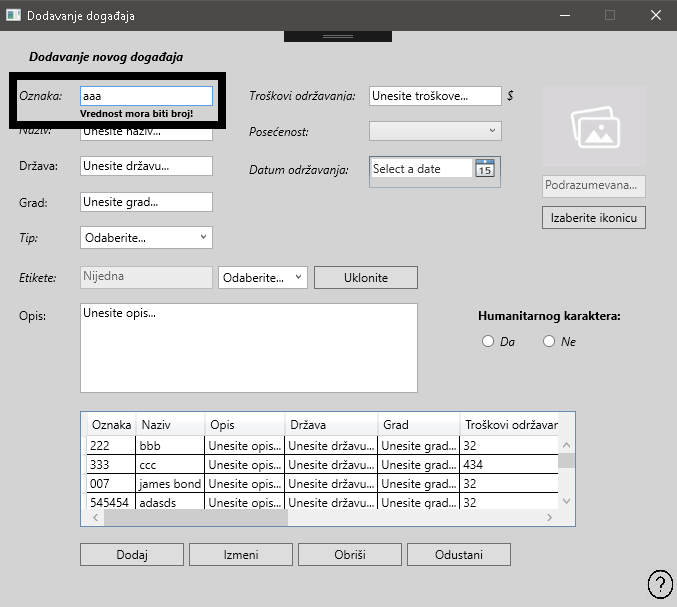 Dodavanje događaja
Dodavanje novog događaja
Oznaka: aaa
Vrednost mora biti broj!
Naziv: Unesite naziv...
Država: Unesite državu...
Grad: Unesite grad...
Tip: Odaberite...
Troškovi održavanja: Unesite troškove... $
Posećenost:
Datum održavanja: Select a date 15
Podrazumevana...
Izaberite ikonicu
Etikete: Nijedna Odaberite... Uklonite
Opis: Unesite opis...
Humanitarnog karaktera:
Da Ne
Oznaka Naziv Opis Država Grad Troškovi održavan
222 bbb Unesite opis... Unesite državu... Unesite grad... 32
333 ccc Unesite opis... Unesite državu... Unesite grad... 434
007 james bond Unesite opis... Unesite državu... Unesite grad... 32
545454 adasds Unesite opis... Unesite državu... Unesite grad... 32
Dodaj Izmeni Obriši Odustani
?